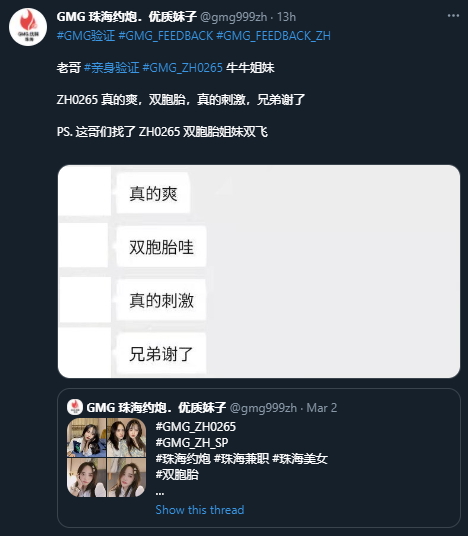 GMG 珠海约炮．优质妹子 @gmg999zh · 13h
#GMG验证 #GMG_FEEDBACK #GMG_FEEDBACK_ZH
老哥 #亲身验证 #GMG_ZH0265 牛牛姐妹
ZH0265 真的爽，双胞胎，真的刺激，兄弟谢了
PS. 这哥们找了 ZH0265 双胞胎姐妹双飞
真的爽
双胞胎哇
真的刺激
兄弟谢了
GMG 珠海约炮．优质妹子 @gmg999zh · Mar 2
#GMG_ZH0265
#GMG_ZH_SP
#珠海约炮 #珠海兼职 #珠海美女
#双胞胎
...
Show this thread